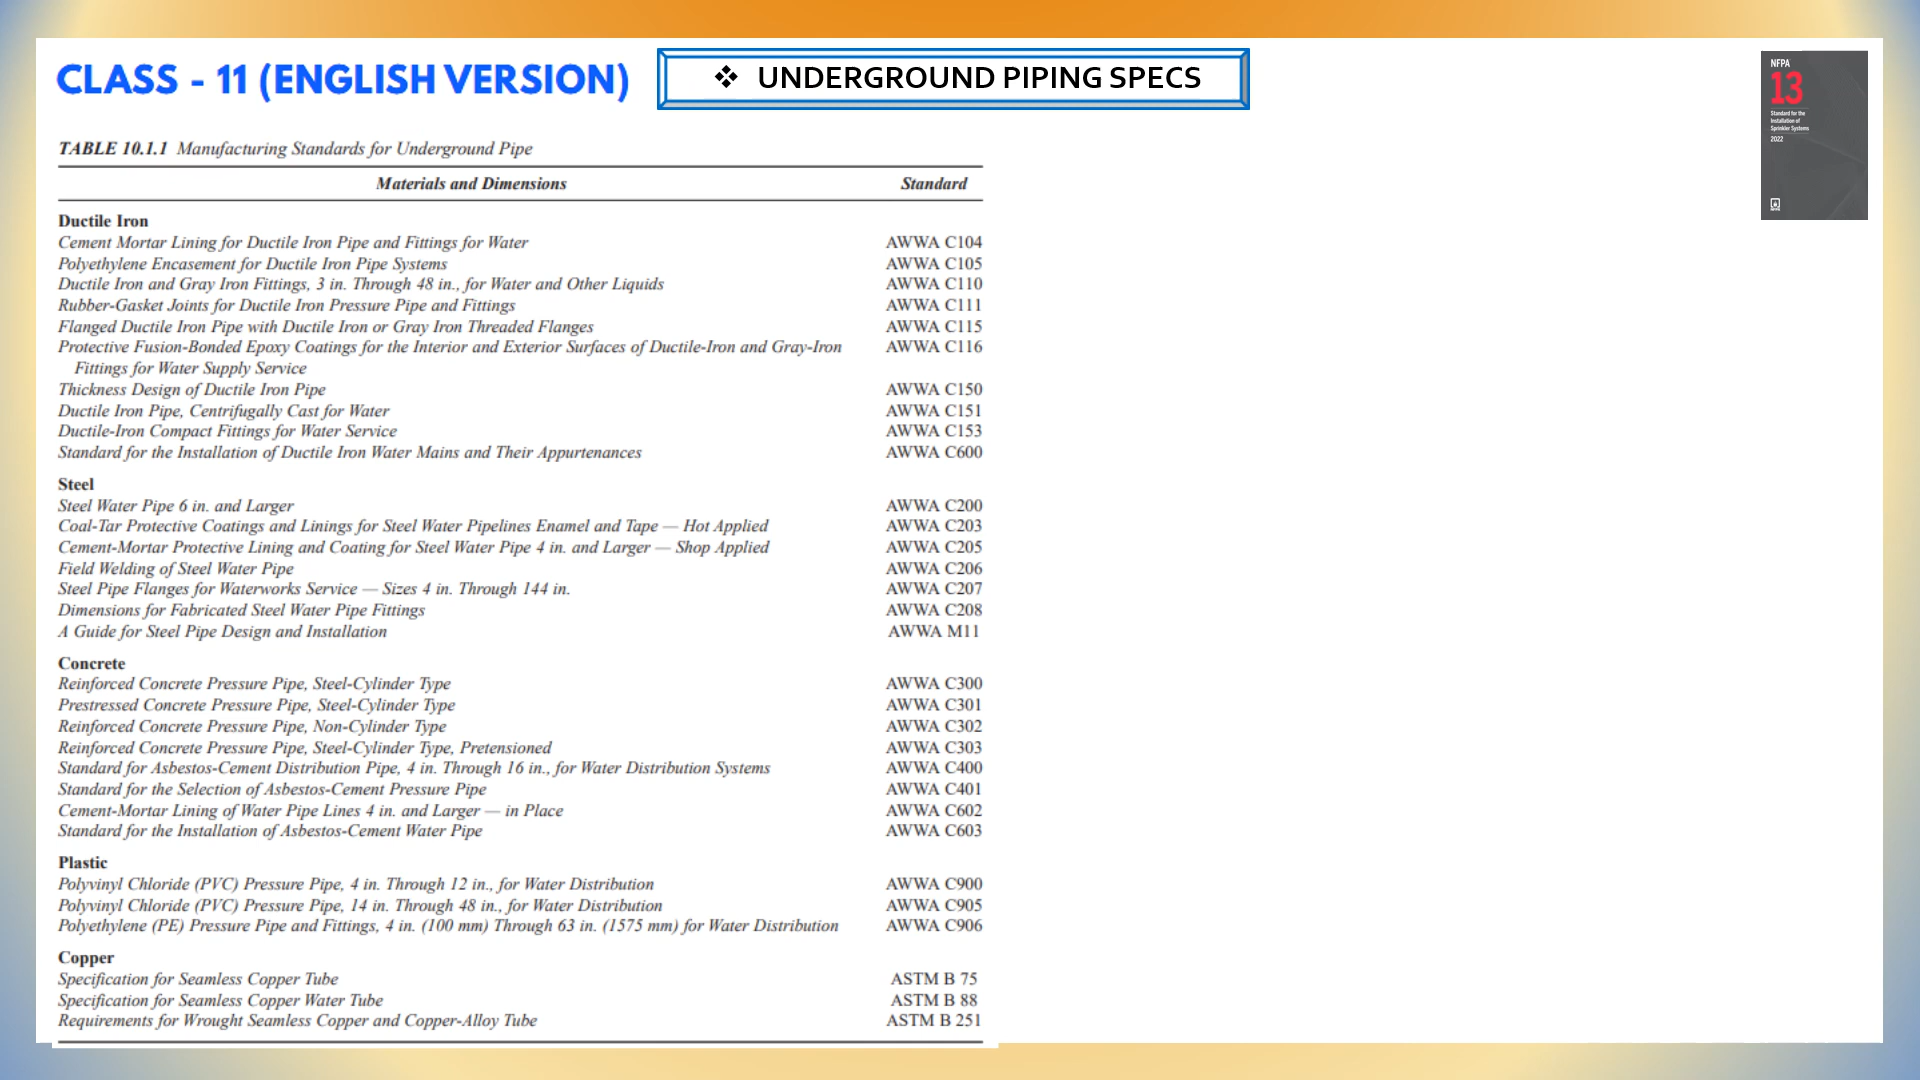 CLASS - 11 (ENGLISH VERSION)
❖ UNDERGROUND PIPING SPECS
NFPA
13
Standard for the
Installation of
Sprinkler Systems
2022
TABLE 10.1.1 Manufacturing Standards for Underground Pipe
Materials and Dimensions Standard
Ductile Iron
Cement Mortar Lining for Ductile Iron Pipe and Fittings for Water AWWA C104
Polyethylene Encasement for Ductile Iron Pipe Systems AWWA C105
Ductile Iron and Gray Iron Fittings, 3 in. Through 48 in., for Water and Other Liquids AWWA C110
Rubber-Gasket Joints for Ductile Iron Pressure Pipe and Fittings AWWA C111
Flanged Ductile Iron Pipe with Ductile Iron or Gray Iron Threaded Flanges AWWA C115
Protective Fusion-Bonded Epoxy Coatings for the Interior and Exterior Surfaces of Ductile-Iron and Gray-Iron AWWA C116
Fittings for Water Supply Service
Thickness Design of Ductile Iron Pipe AWWA C150
Ductile Iron Pipe, Centrifugally Cast for Water AWWA C151
Ductile-Iron Compact Fittings for Water Service AWWA C153
Standard for the Installation of Ductile Iron Water Mains and Their Appurtenances AWWA C600
Steel
Steel Water Pipe 6 in. and Larger AWWA C200
Coal-Tar Protective Coatings and Linings for Steel Water Pipelines Enamel and Tape — Hot Applied AWWA C203
Cement-Mortar Protective Lining and Coating for Steel Water Pipe 4 in. and Larger — Shop Applied AWWA C205
Field Welding of Steel Water Pipe AWWA C206
Steel Pipe Flanges for Waterworks Service — Sizes 4 in. Through 144 in. AWWA C207
Dimensions for Fabricated Steel Water Pipe Fittings AWWA C208
A Guide for Steel Pipe Design and Installation AWWA M11
Concrete
Reinforced Concrete Pressure Pipe, Steel-Cylinder Type AWWA C300
Prestressed Concrete Pressure Pipe, Steel-Cylinder Type AWWA C301
Reinforced Concrete Pressure Pipe, Non-Cylinder Type AWWA C302
Reinforced Concrete Pressure Pipe, Steel-Cylinder Type, Pretensioned AWWA C303
Standard for Asbestos-Cement Distribution Pipe, 4 in. Through 16 in., for Water Distribution Systems AWWA C400
Standard for the Selection of Asbestos-Cement Pressure Pipe AWWA C401
Cement-Mortar Lining of Water Pipe Lines 4 in. and Larger — in Place AWWA C602
Standard for the Installation of Asbestos-Cement Water Pipe AWWA C603
Plastic
Polyvinyl Chloride (PVC) Pressure Pipe, 4 in. Through 12 in., for Water Distribution AWWA C900
Polyvinyl Chloride (PVC) Pressure Pipe, 14 in. Through 48 in., for Water Distribution AWWA C905
Polyethylene (PE) Pressure Pipe and Fittings, 4 in. (100 mm) Through 63 in. (1575 mm) for Water Distribution AWWA C906
Copper
Specification for Seamless Copper Tube ASTM B 75
Specification for Seamless Copper Water Tube ASTM B 88
Requirements for Wrought Seamless Copper and Copper-Alloy Tube ASTM B 251